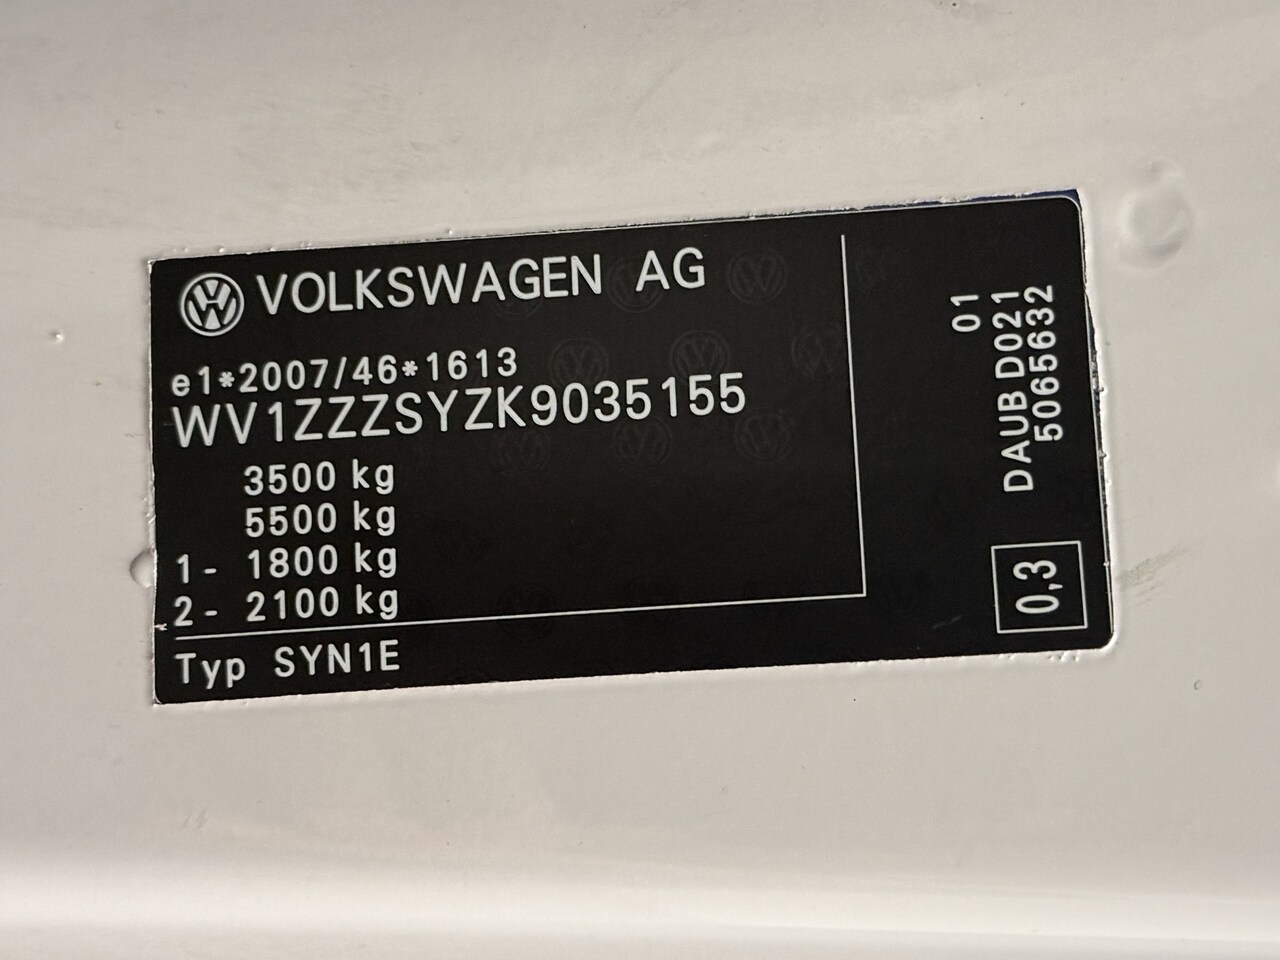 VOLKSWAGEN AG
e1*2007/46*1613
WV1ZZZSYZK9035155
3500 kg
5500 kg
1- 1800 kg
2- 2100 kg
Typ SYN1E
01
DAUB D021
5065632
0,3